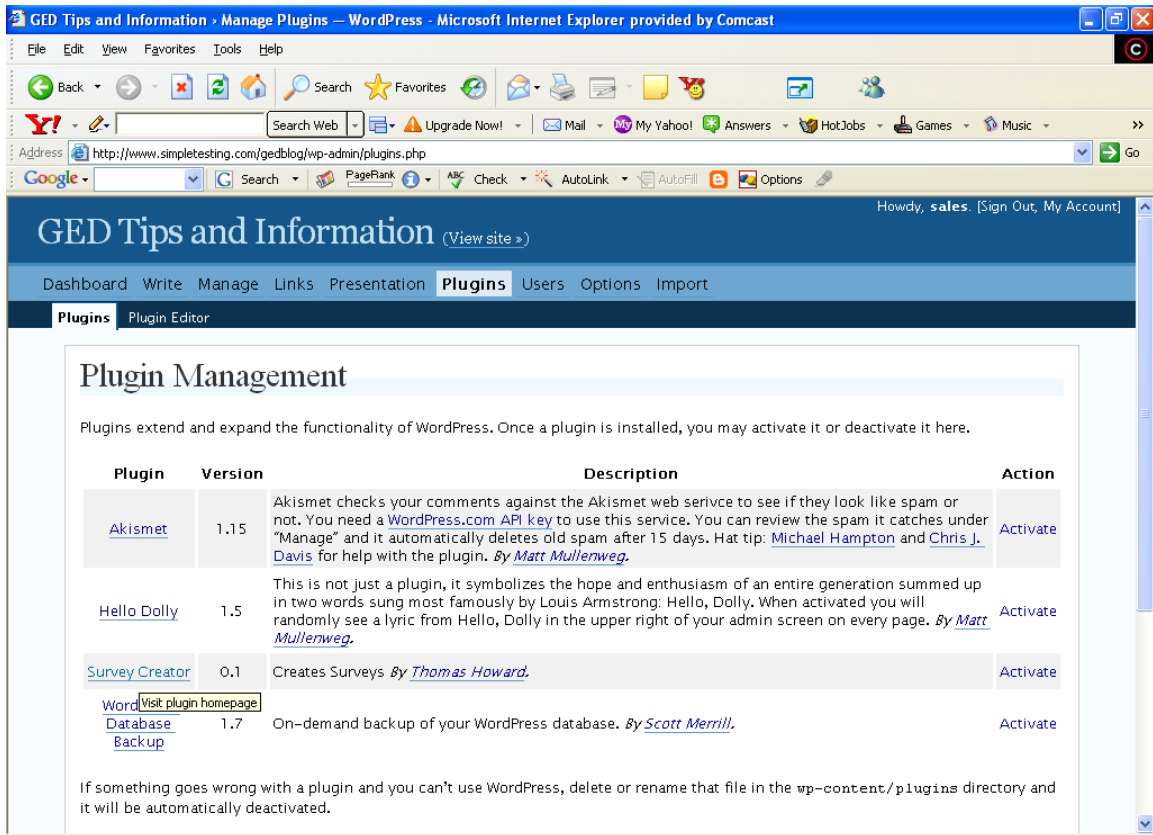 GED Tips and Information › Manage Plugins — WordPress - Microsoft Internet Explorer provided by Comcast
File Edit View Favorites Tools Help
Back Search Favorites
Y! Search Web Upgrade Now! Mail My My Yahoo! Answers HotJobs Games Music »
Address http://www.simpletesting.com/gedblog/wp-admin/plugins.php Go
Google G Search PageRank ABC Check AutoLink AutoFill Options
Howdy, sales. [Sign Out, My Account]
GED Tips and Information (View site »)
Dashboard Write Manage Links Presentation Plugins Users Options Import
Plugins Plugin Editor
Plugin Management
Plugins extend and expand the functionality of WordPress. Once a plugin is installed, you may activate it or deactivate it here.
Plugin Version Description Action
Akismet 1.15
Akismet checks your comments against the Akismet web serivce to see if they look like spam or
not. You need a WordPress.com API key to use this service. You can review the spam it catches under
“Manage” and it automatically deletes old spam after 15 days. Hat tip: Michael Hampton and Chris J.
Davis for help with the plugin. By Matt Mullenweg.
Activate
Hello Dolly 1.5
This is not just a plugin, it symbolizes the hope and enthusiasm of an entire generation summed up
in two words sung most famously by Louis Armstrong: Hello, Dolly. When activated you will
randomly see a lyric from Hello, Dolly in the upper right of your admin screen on every page. By Matt
Mullenweg.
Activate
Survey Creator 0.1 Creates Surveys By Thomas Howard. Activate
Visit plugin homepage
Word
Database
Backup
1.7 On-demand backup of your WordPress database. By Scott Merrill. Activate
If something goes wrong with a plugin and you can’t use WordPress, delete or rename that file in the wp-content/plugins directory and
it will be automatically deactivated.